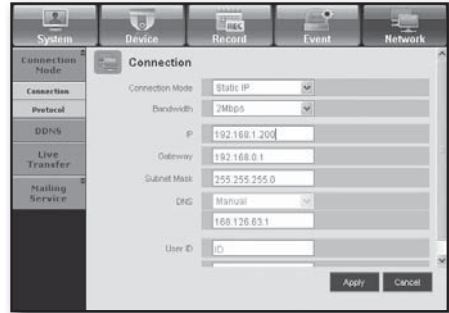 System Device Record Event Network
REC
Connection Mode
Connection
Protocol
DDNS
Live Transfer
Mailing Service
Connection
Connection Mode Static IP
Bandwidth 2Mbps
IP 192.168.1.200
Gateway 192.168.0.1
Subnet Mask 255.255.255.0
DNS Manual
168.126.63.1
User ID ID
Apply Cancel